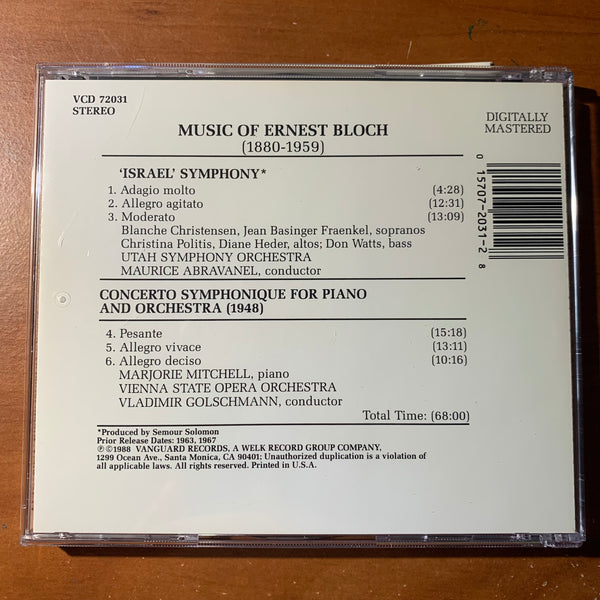 VCD 72031
STEREO
DIGITALLY
MASTERED
MUSIC OF ERNEST BLOCH
(1880-1959)
'ISRAEL' SYMPHONY*
1. Adagio molto (4:28)
2. Allegro agitato (12:31)
3. Moderato (13:09)
Blanche Christensen, Jean Basinger Fraenkel, sopranos
Christina Politis, Diane Heder, altos; Don Watts, bass
UTAH SYMPHONY ORCHESTRA
MAURICE ABRAVANEL, conductor
0 15707-2031-2 8
CONCERTO SYMPHONIQUE FOR PIANO
AND ORCHESTRA (1948)
4. Pesante (15:18)
5. Allegro vivace (13:11)
6. Allegro deciso (10:16)
MARJORIE MITCHELL, piano
VIENNA STATE OPERA ORCHESTRA
VLADIMIR GOLSCHMANN, conductor
Total Time: (68:00)
*Produced by Semour Solomon
Prior Release Dates: 1963, 1967
℗©1988 VANGUARD RECORDS, A WELK RECORD GROUP COMPANY,
1299 Ocean Ave., Santa Monica, CA 90401; Unauthorized duplication is a violation of
all applicable laws. All rights reserved. Printed in U.S.A.